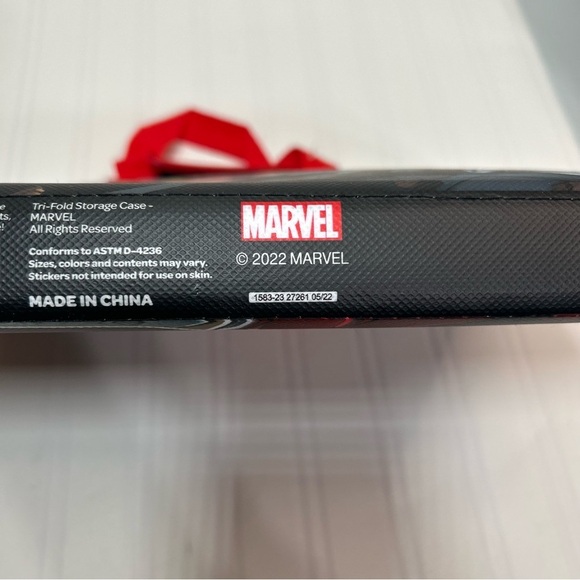 e
ts,
!
Tri-Fold Storage Case -
MARVEL
All Rights Reserved
Conforms to ASTM D-4236
Sizes, colors and contents may vary.
Stickers not intended for use on skin.
MADE IN CHINA
MARVEL
© 2022 MARVEL
1583-23 27261 05/22